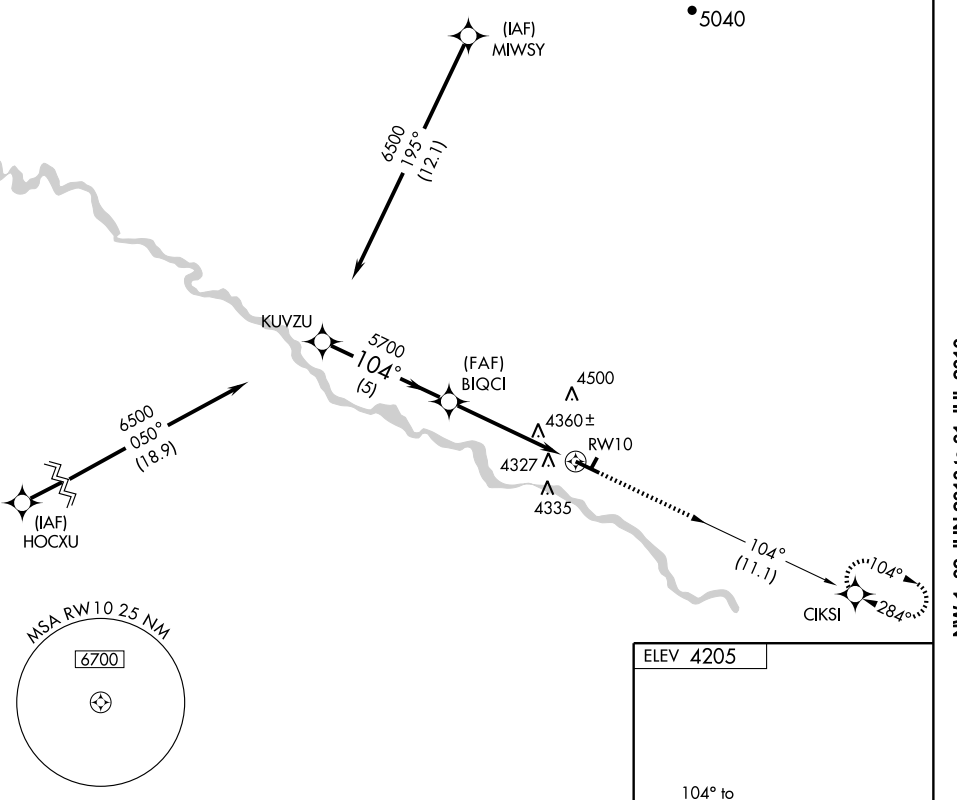 5040
(IAF)
MIWSY
6500
195°
(12.1)
KUVZU
5700
104°
(5)
(FAF)
BIQCI
4500
4360±
RW10
4327
4335
6500
050°
(18.9)
(IAF)
HOCXU
104°
(11.1)
104°
284°
CIKSI
MSA RW10 25 NM
6700
ELEV 4205
104° to